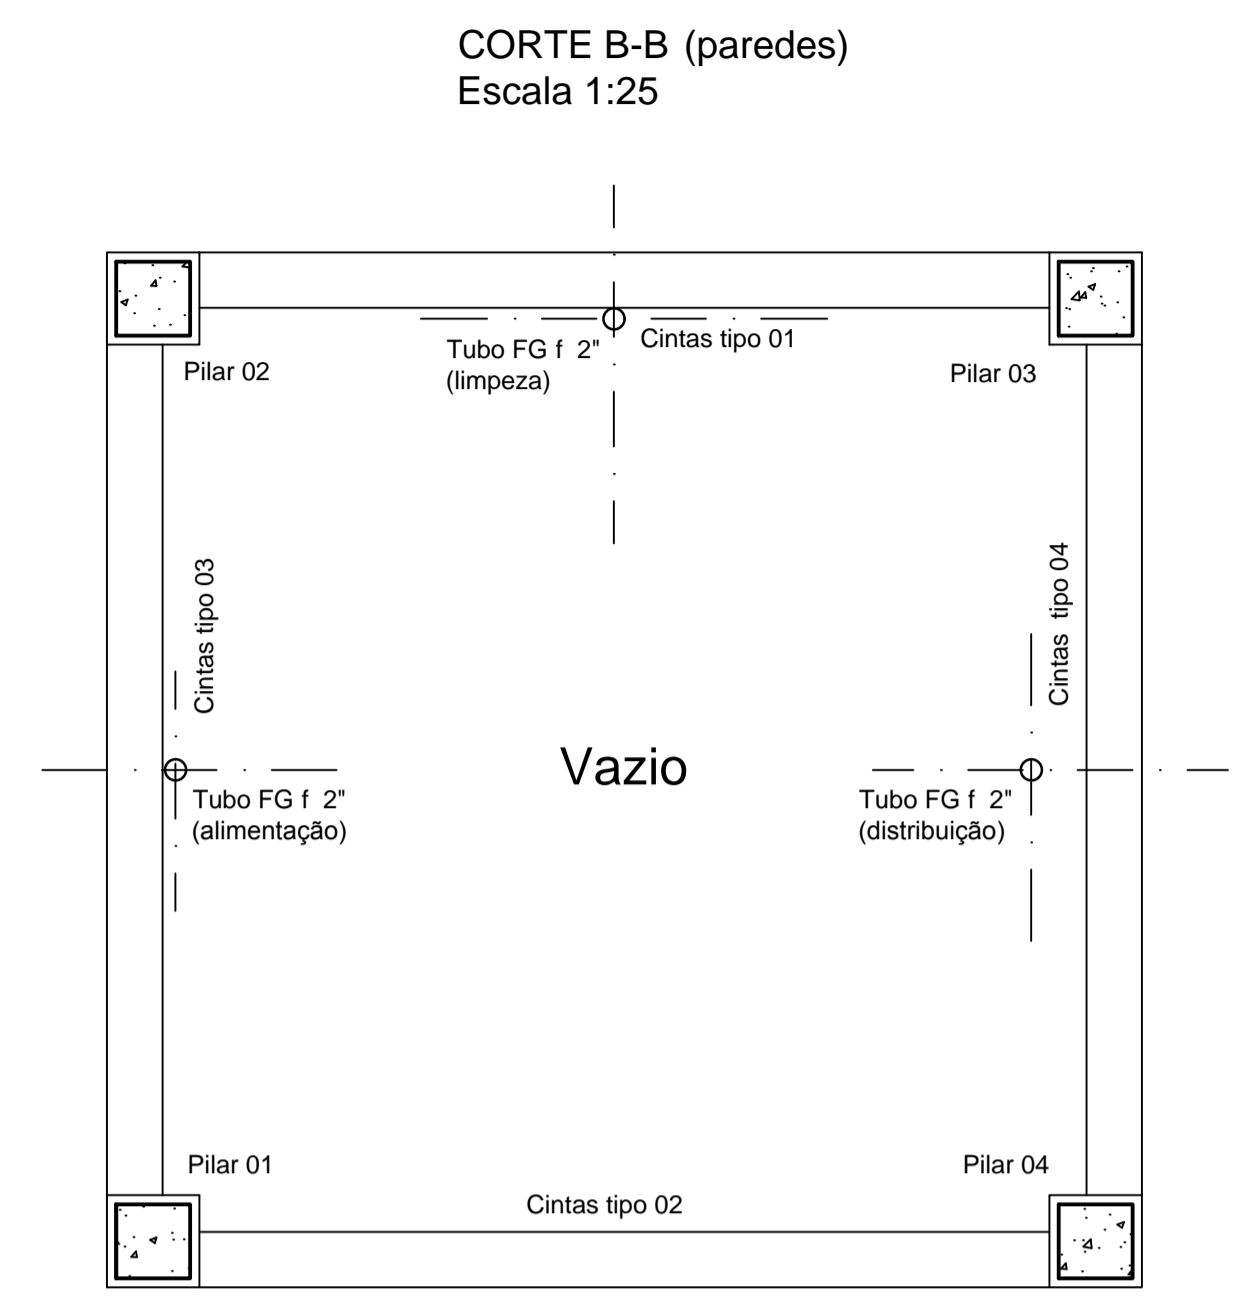 CORTE B-B (paredes)
Escala 1:25
Tubo FG f 2"
(limpeza)
Cintas tipo 01
Pilar 02
Pilar 03
Cintas tipo 03
Cintas tipo 04
Vazio
Tubo FG f 2"
(alimentação)
Tubo FG f 2"
(distribuição)
Pilar 01
Pilar 04
Cintas tipo 02